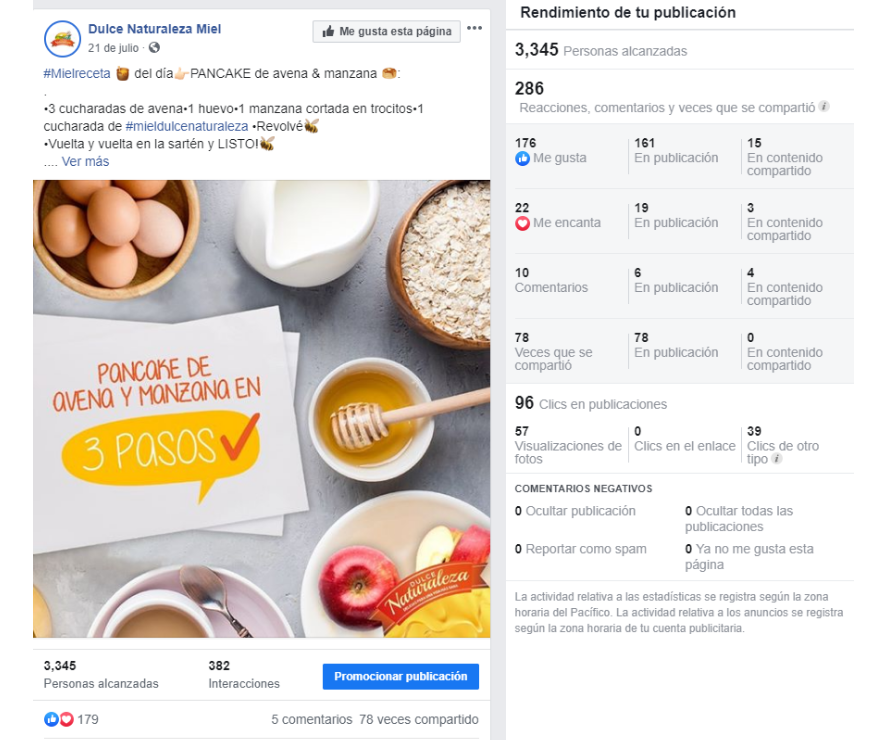 Dulce Naturaleza Miel
21 de julio ·
Me gusta esta página
#Mielreceta 🍯 del día👉🏻PANCAKE de avena & manzana 🥞:
.
•3 cucharadas de avena•1 huevo•1 manzana cortada en trocitos•1
cucharada de #mieldulcenaturaleza •Revolvé🐝
•Vuelta y vuelta en la sartén y LISTO!🐝
.... Ver más
PANCAKE DE
AVENA Y MANZANA EN
3 PASOS
DULCE
Naturaleza
3,345
Personas alcanzadas
382
Interacciones
Promocionar publicación
179
5 comentarios 78 veces compartido
Rendimiento de tu publicación
3,345 Personas alcanzadas
286
Reacciones, comentarios y veces que se compartió
176
Me gusta
161
En publicación
15
En contenido
compartido
22
Me encanta
19
En publicación
3
En contenido
compartido
10
Comentarios
6
En publicación
4
En contenido
compartido
78
Veces que se
compartió
78
En publicación
0
En contenido
compartido
96 Clics en publicaciones
57
Visualizaciones de
fotos
0
Clics en el enlace
39
Clics de otro
tipo
COMENTARIOS NEGATIVOS
0 Ocultar publicación
0 Ocultar todas las
publicaciones
0 Reportar como spam
0 Ya no me gusta esta
página
La actividad relativa a las estadísticas se registra según la zona
horaria del Pacífico. La actividad relativa a los anuncios se registra
según la zona horaria de tu cuenta publicitaria.